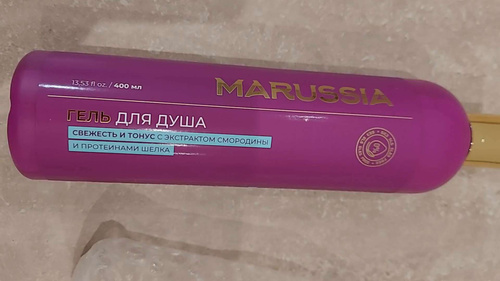 MARUSSIA
13.53 fl oz. / 400 мл
ГЕЛЬ ДЛЯ ДУША
СВЕЖЕСТЬ И ТОНУС С ЭКСТРАКТОМ СМОРОДИНЫ
И ПРОТЕИНАМИ ШЕЛКА